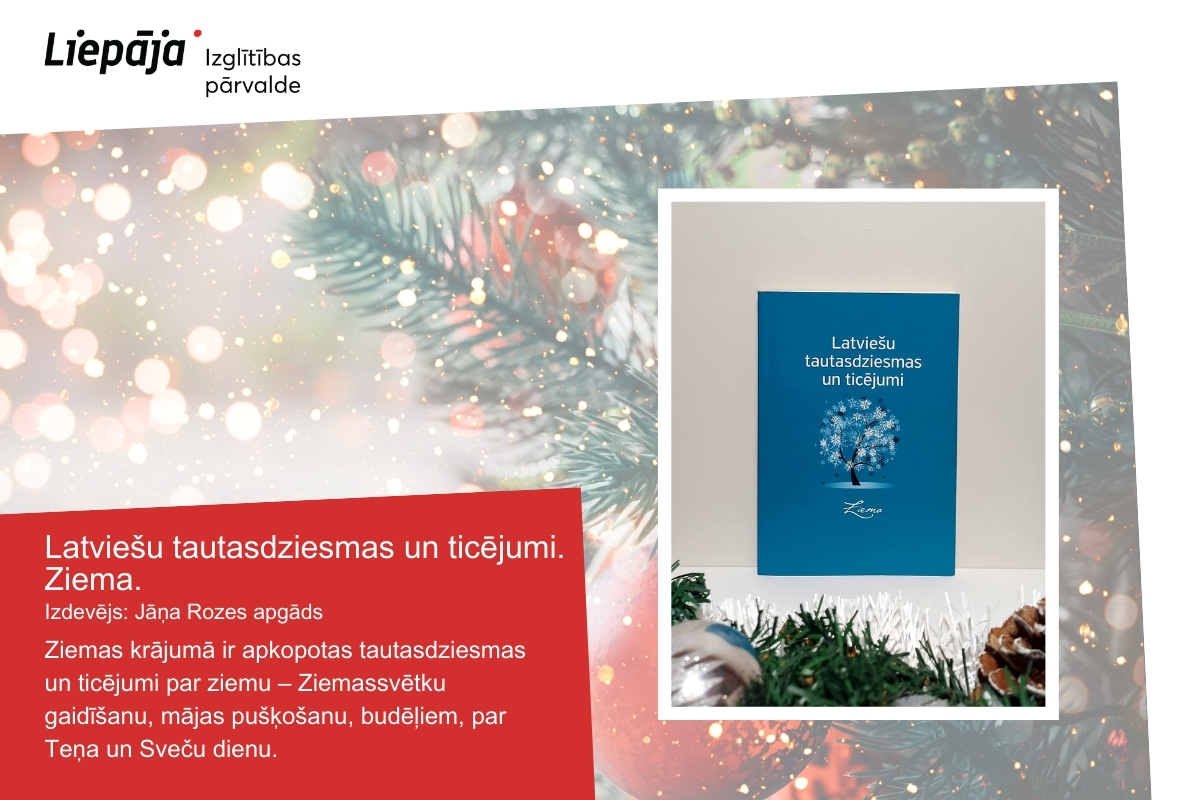 Liepāja
Izglītības
pārvalde
Latviešu
tautasdziesmas
un ticējumi
Ziema
Latviešu tautasdziesmas un ticējumi.
Ziema.
Izdevējs: Jāņa Rozes apgāds
Ziemas krājumā ir apkopotas tautasdziesmas
un ticējumi par ziemu – Ziemassvētku
gaidīšanu, mājas pušķošanu, budēļiem, par
Teņa un Sveču dienu.